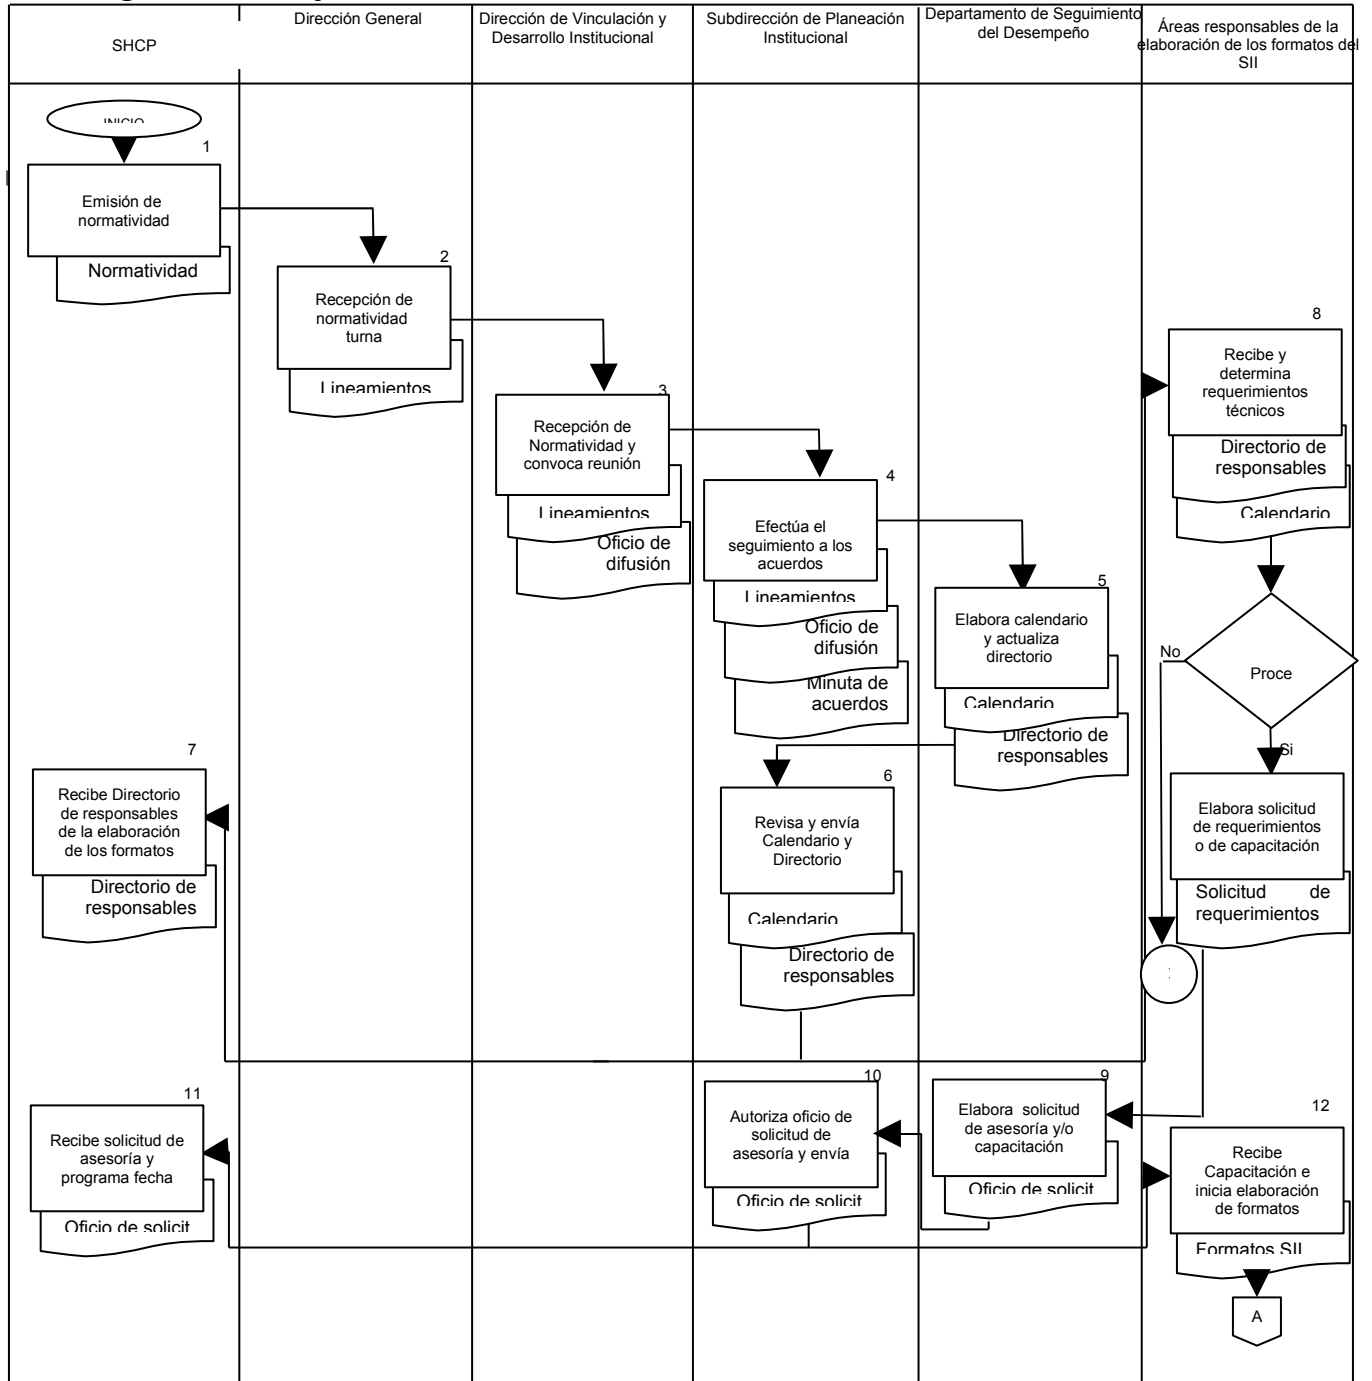 SHCP
Dirección General
Dirección de Vinculación y
Desarrollo Institucional
Subdirección de Planeación
Institucional
Departamento de Seguimiento
del Desempeño
Áreas responsables de la
elaboración de los formatos del
SII
INICIO
1
Emisión de
normatividad
Normatividad
2
Recepción de
normatividad
turna
Lineamientos
3
Recepción de
Normatividad y
convoca reunión
Lineamientos
Oficio de
difusión
4
Efectúa el
seguimiento a los
acuerdos
Lineamientos
Oficio de
difusión
Minuta de
acuerdos
5
Elabora calendario
y actualiza
directorio
Calendario
Directorio de
responsables
6
Revisa y envía
Calendario y
Directorio
Calendario
Directorio de
responsables
7
Recibe Directorio
de responsables
de la elaboración
de los formatos
Directorio de
responsables
8
Recibe y
determina
requerimientos
técnicos
Directorio de
responsables
Calendario
No
Proce
Si
Elabora solicitud
de requerimientos
o de capacitación
Solicitud de
requerimientos
9
Elabora solicitud
de asesoría y/o
capacitación
Oficio de solicit
10
Autoriza oficio de
solicitud de
asesoría y envía
Oficio de solicit
11
Recibe solicitud de
asesoría y
programa fecha
Oficio de solicit
12
Recibe
Capacitación e
inicia elaboración
de formatos
Formatos SII
A